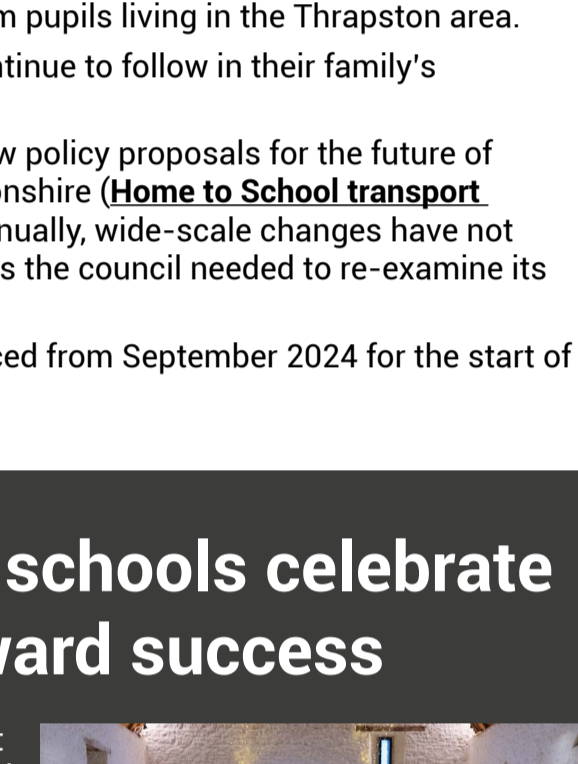 m pupils living in the Thrapston area.
ntinue to follow in their family's
w policy proposals for the future of
onshire (Home to School transport
nually, wide-scale changes have not
s the council needed to re-examine its
ced from September 2024 for the start of
schools celebrate
ward success